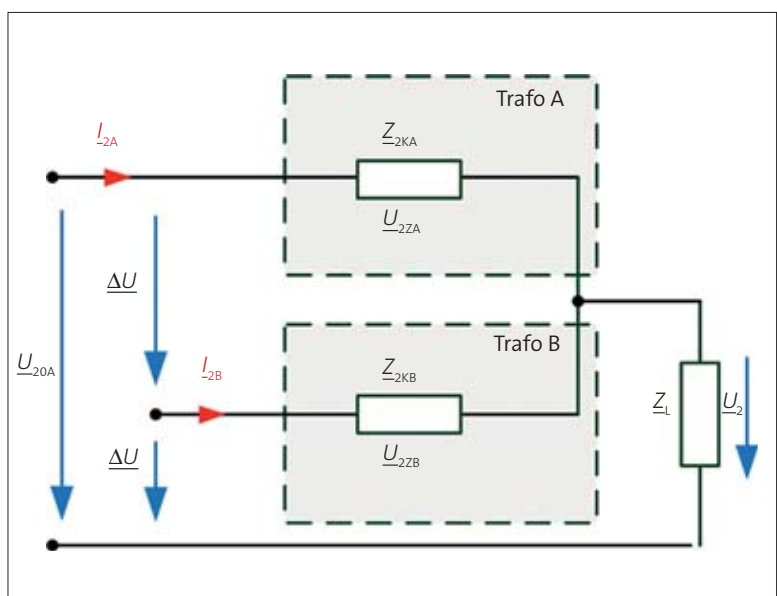 Trafo A
I2A
Z2KA
U2ZA
ΔU
Trafo B
U20A
I2B
Z2KB
ZL
U2
ΔU
U2ZB